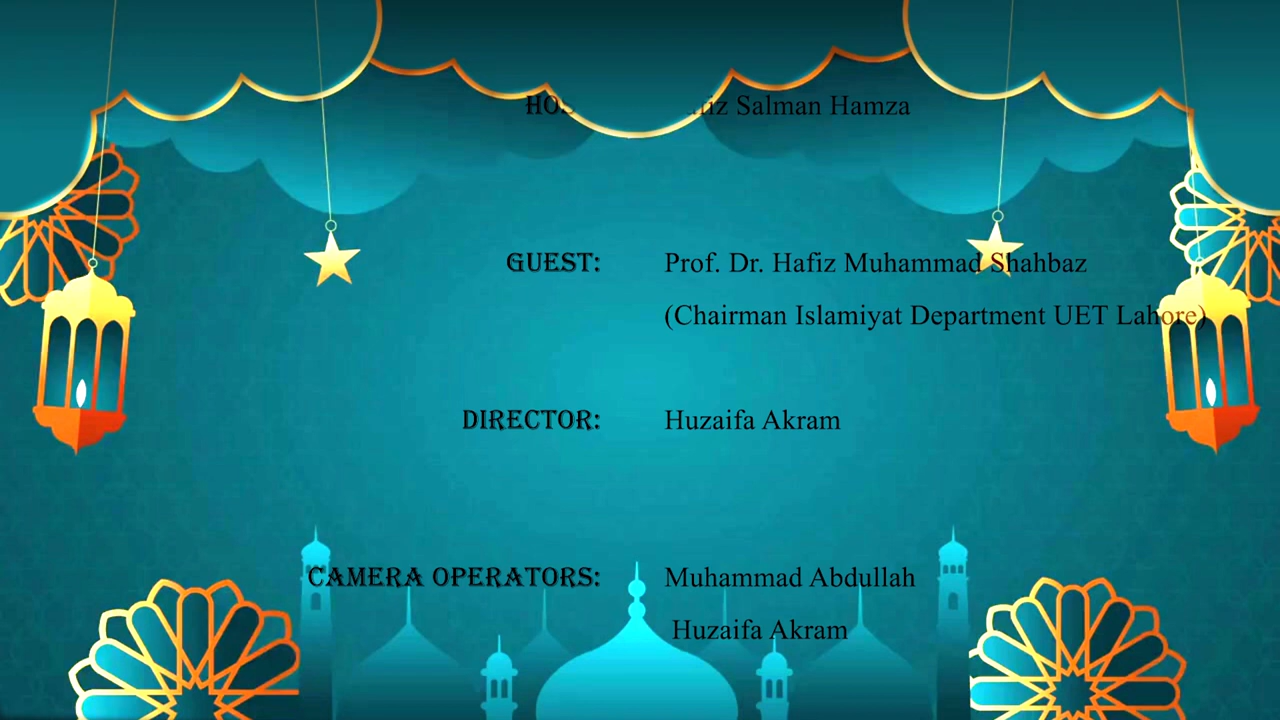 Salman Hamza
GUEST: Prof. Dr. Hafiz Muhammad Shahbaz
(Chairman Islamiyat Department UET Lahore)
DIRECTOR: Huzaifa Akram
CAMERA OPERATORS: Muhammad Abdullah
Huzaifa Akram